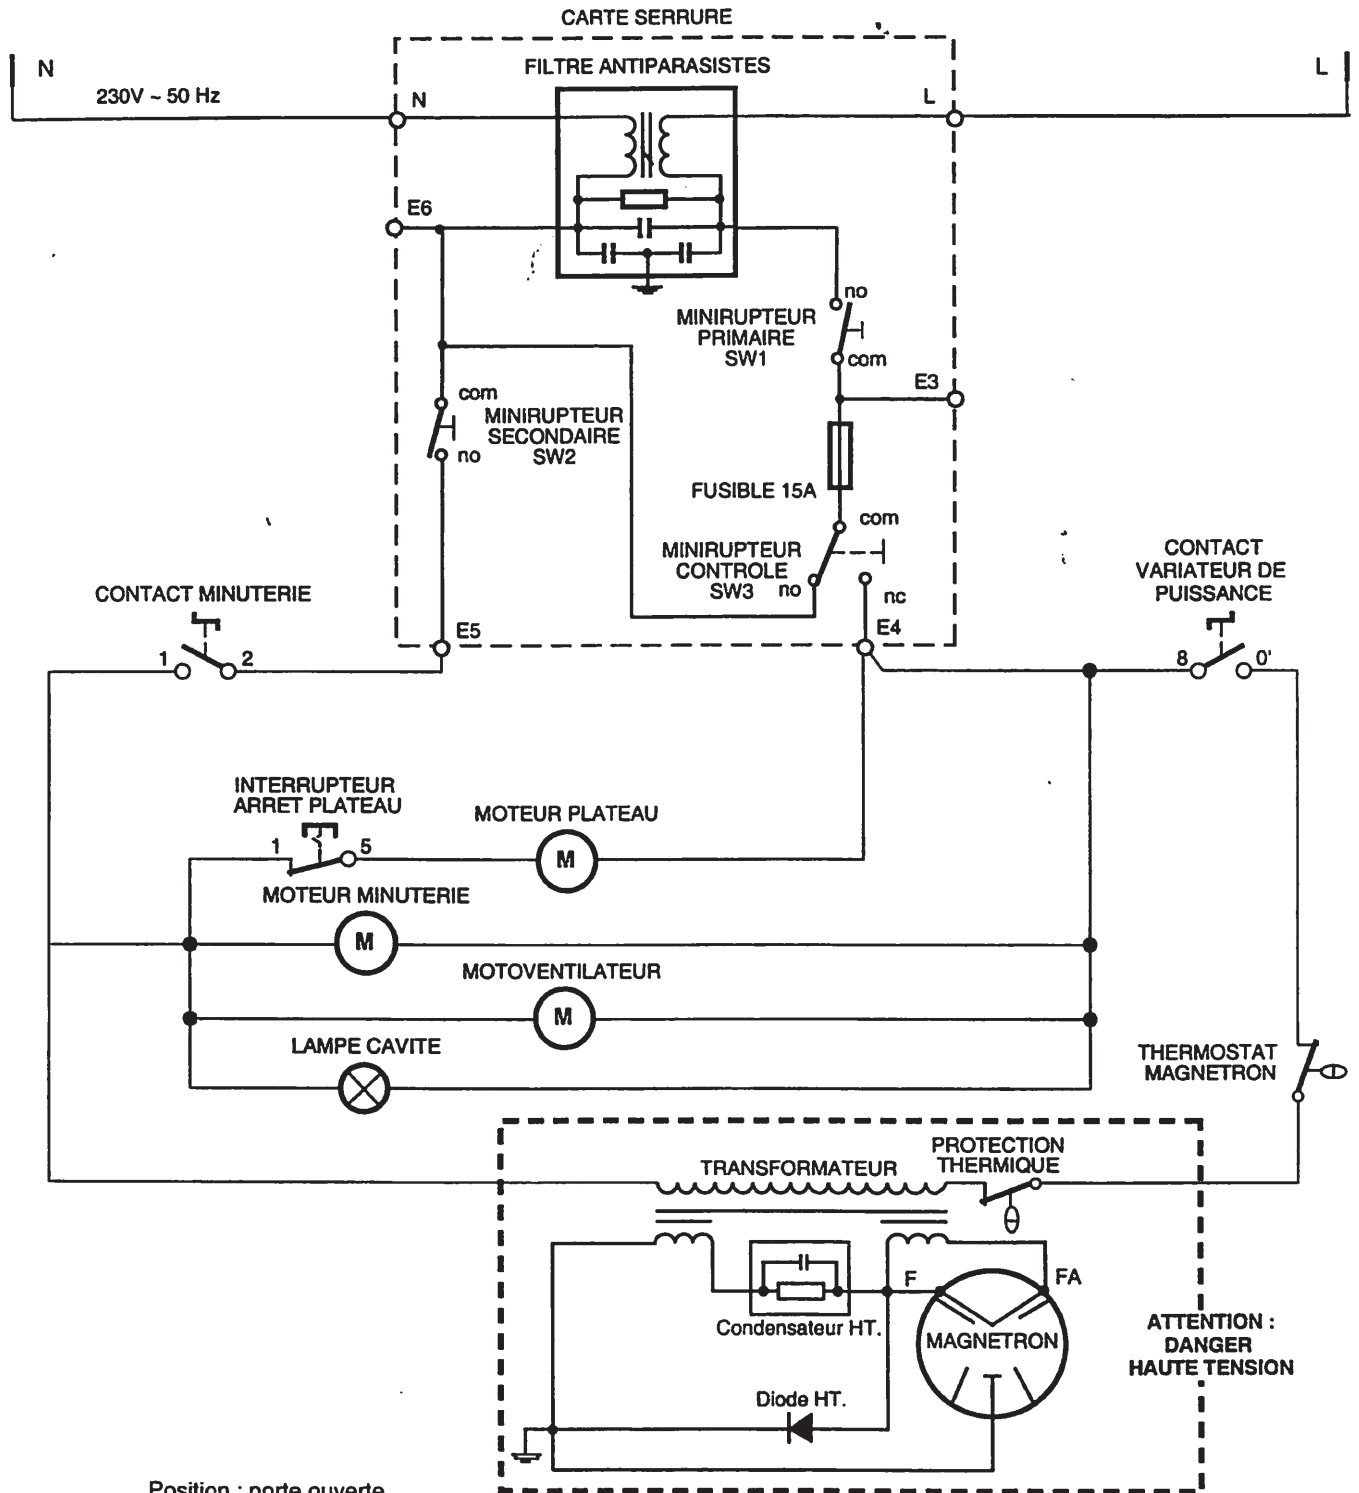 CARTE SERRURE
N
L
230V ~ 50 Hz
N
FILTRE ANTIPARASISTES
L
E6
no
MINIRUPTEUR
PRIMAIRE
SW1
com
E3
com
MINIRUPTEUR
SECONDAIRE
SW2
no
FUSIBLE 15A
com
MINIRUPTEUR
CONTROLE
SW3
no
nc
CONTACT
VARIATEUR DE
PUISSANCE
CONTACT MINUTERIE
E5
E4
1
2
8
0'
INTERRUPTEUR
ARRET PLATEAU
MOTEUR PLATEAU
1
5
M
MOTEUR MINUTERIE
M
MOTOVENTILATEUR
M
LAMPE CAVITE
THERMOSTAT
MAGNETRON
PROTECTION
THERMIQUE
TRANSFORMATEUR
F
FA
Condensateur HT.
MAGNETRON
ATTENTION :
DANGER
HAUTE TENSION
Diode HT.
Position : porte ouverte